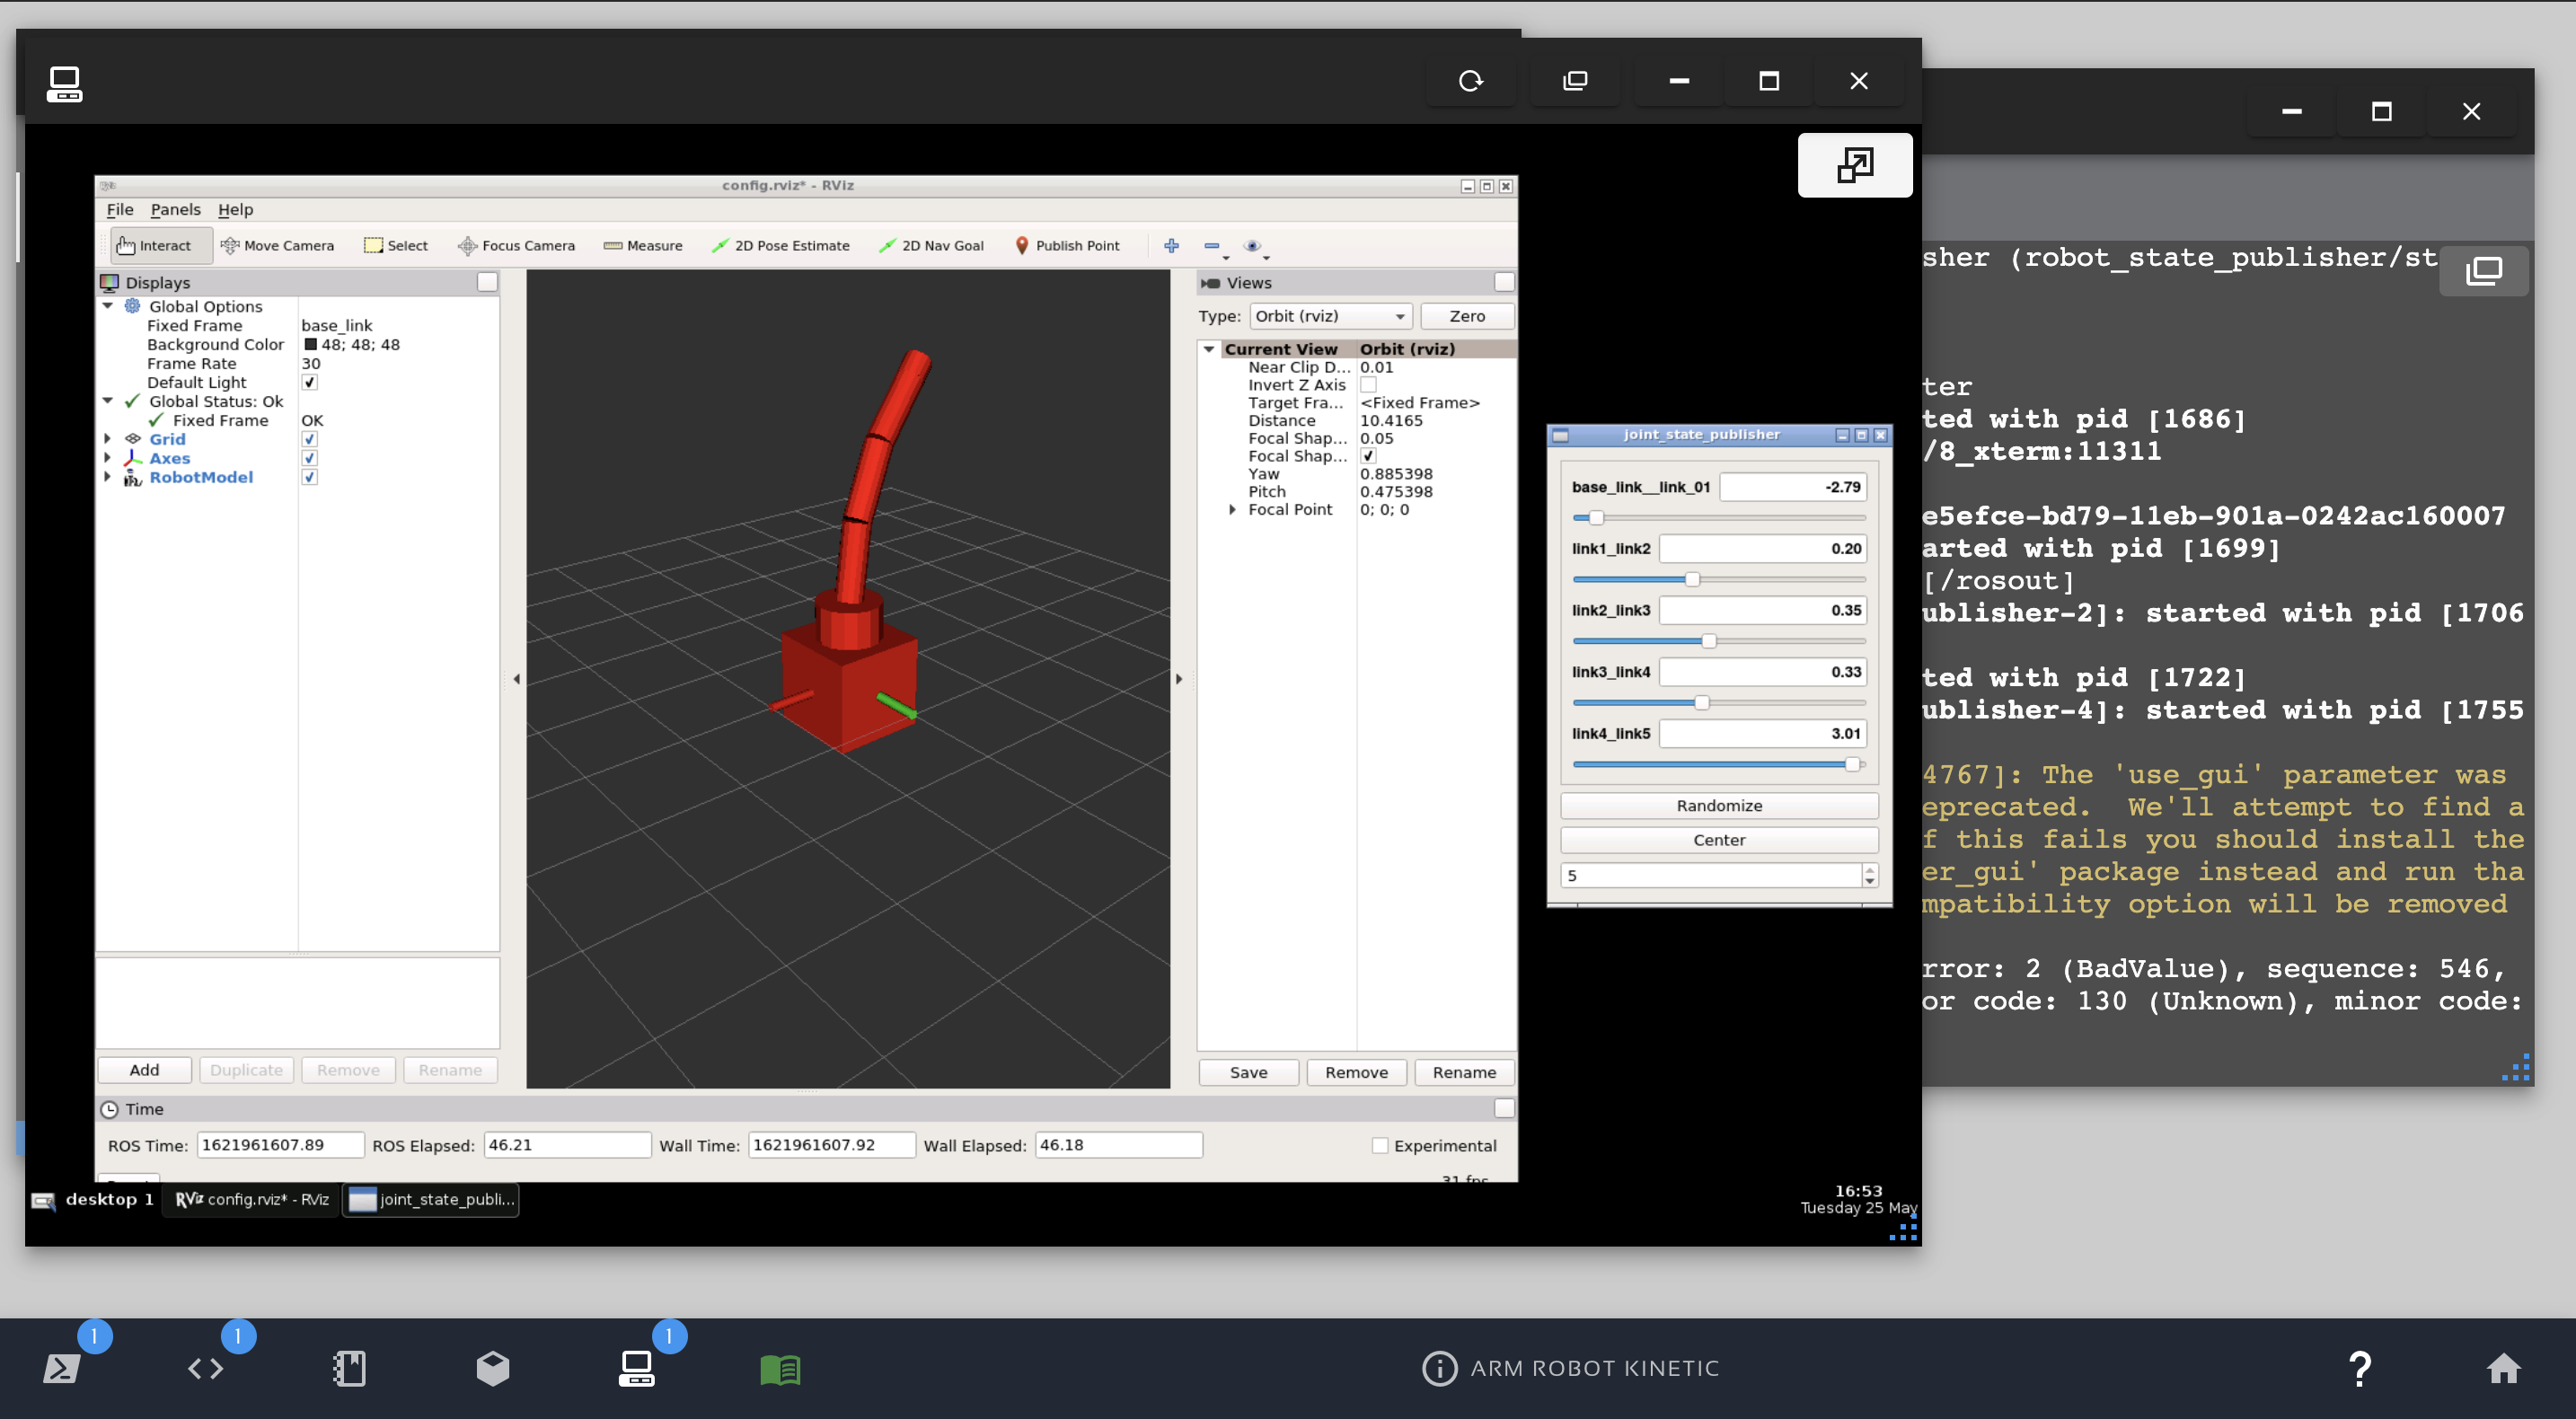 config.rviz* - RViz
File Panels Help
Interact Move Camera Select Focus Camera Measure 2D Pose Estimate 2D Nav Goal Publish Point
Displays
Global Options
Fixed Frame base_link
Background Color 48; 48; 48
Frame Rate 30
Default Light
Global Status: Ok
Fixed Frame OK
Grid
Axes
RobotModel
Add Duplicate Remove Rename
Views
Type: Orbit (rviz) Zero
Current View Orbit (rviz)
Near Clip D... 0.01
Invert Z Axis
Target Fra... <Fixed Frame>
Distance 10.4165
Focal Shap... 0.05
Focal Shap...
Yaw 0.885398
Pitch 0.475398
Focal Point 0; 0; 0
Save Remove Rename
Time
ROS Time: 1621961607.89 ROS Elapsed: 46.21 Wall Time: 1621961607.92 Wall Elapsed: 46.18 Experimental
31 fps
joint_state_publisher
base_link__link_01 -2.79
link1_link2 0.20
link2_link3 0.35
link3_link4 0.33
link4_link5 3.01
Randomize
Center
5
desktop 1 RViz config.rviz* - RViz joint_state_publi...
16:53
Tuesday 25 May
sher (robot_state_publisher/st
ter
ted with pid [1686]
/8_xterm:11311
e5efce-bd79-11eb-901a-0242ac160007
arted with pid [1699]
[/rosout]
ublisher-2]: started with pid [1706
ted with pid [1722]
ublisher-4]: started with pid [1755
4767]: The 'use_gui' parameter was
eprecated. We'll attempt to find a
f this fails you should install the
er_gui' package instead and run tha
mpatibility option will be removed
rror: 2 (BadValue), sequence: 546,
or code: 130 (Unknown), minor code:
1 1 1
ARM ROBOT KINETIC
?